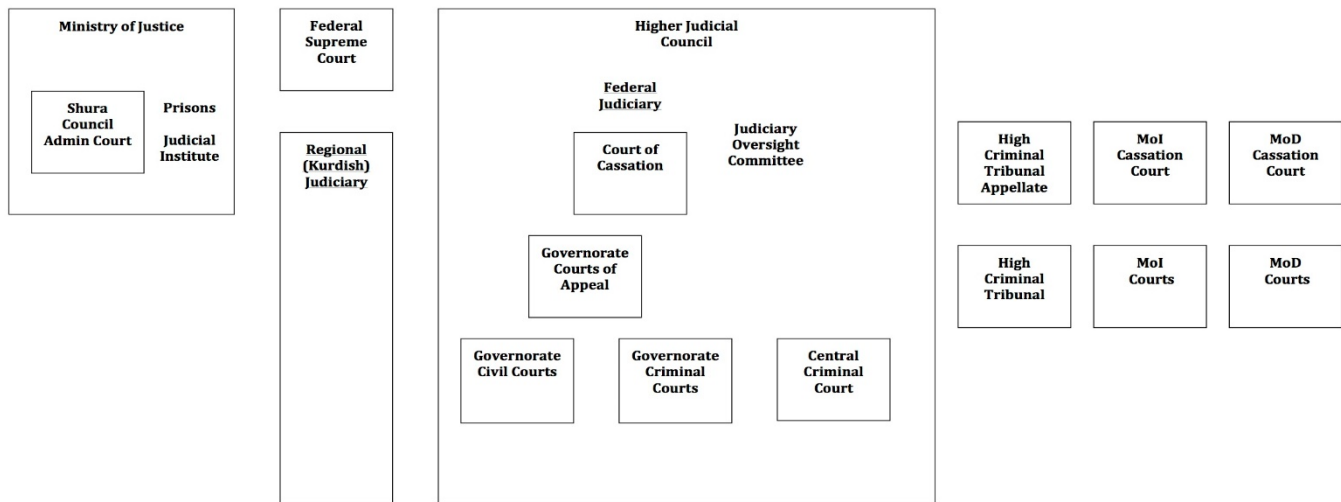 Ministry of Justice
Shura
Council
Admin Court
Prisons
Judicial
Institute
Federal
Supreme
Court
Regional
(Kurdish)
Judiciary
Higher Judicial
Council
Federal
Judiciary
Court of
Cassation
Judiciary
Oversight
Committee
Governorate
Courts of
Appeal
Governorate
Civil Courts
Governorate
Criminal
Courts
Central
Criminal
Court
High
Criminal
Tribunal
Appellate
MoI
Cassation
Court
MoD
Cassation
Court
High
Criminal
Tribunal
MoI
Courts
MoD
Courts